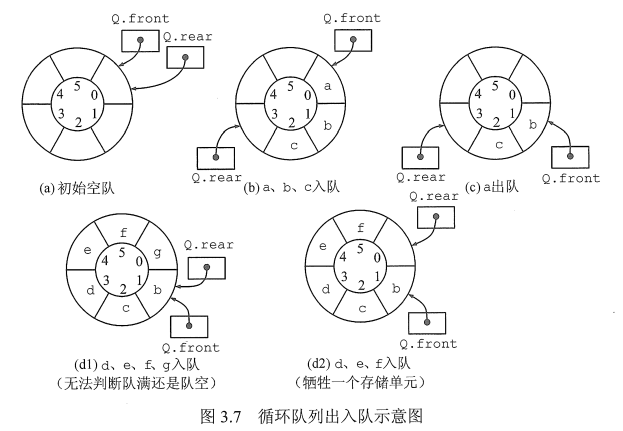 Q.front
Q.rear
4 5 0
3 2 1
(a) 初始空队
Q.front
a
4 5 0
3 2 1
b
c
Q.rear
(b) a、b、c入队
4 5 0
3 2 1
b
c
Q.rear
Q.front
(c) a出队
f
e
g
4 5 0
3 2 1
d
b
c
Q.rear
Q.front
(d1) d、e、f、g入队
（无法判断队满还是队空）
Q.rear
f
e
4 5 0
3 2 1
d
b
c
Q.front
(d2) d、e、f入队
（牺牲一个存储单元）
图 3.7 循环队列出入队示意图